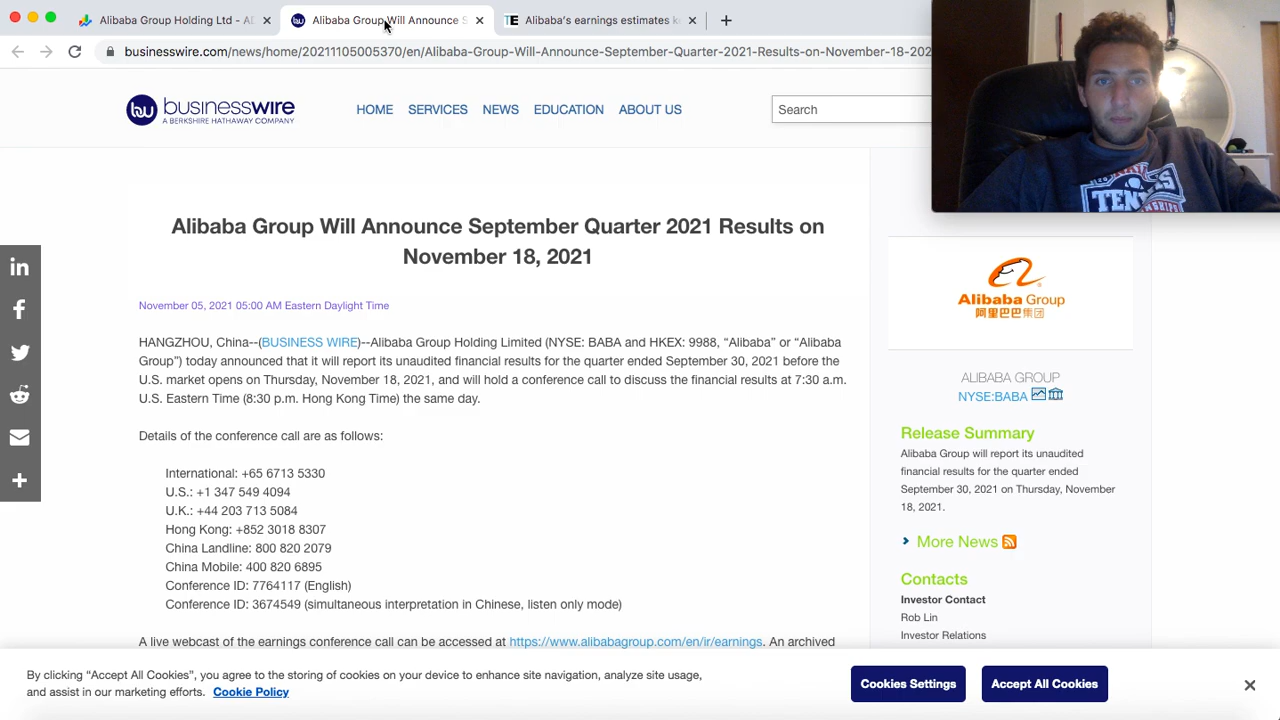 Alibaba Group Holding Ltd - AD
Alibaba Group Will Announce S
TE Alibaba's earnings estimates ke
businesswire.com/news/home/20211105005370/en/Alibaba-Group-Will-Announce-September-Quarter-2021-Results-on-November-18-202
bw businesswire
A BERKSHIRE HATHAWAY COMPANY
HOME SERVICES NEWS EDUCATION ABOUT US
Search
TENNIS
Alibaba Group Will Announce September Quarter 2021 Results on
November 18, 2021
November 05, 2021 05:00 AM Eastern Daylight Time
HANGZHOU, China--(BUSINESS WIRE)--Alibaba Group Holding Limited (NYSE: BABA and HKEX: 9988, “Alibaba” or “Alibaba
Group”) today announced that it will report its unaudited financial results for the quarter ended September 30, 2021 before the
U.S. market opens on Thursday, November 18, 2021, and will hold a conference call to discuss the financial results at 7:30 a.m.
U.S. Eastern Time (8:30 p.m. Hong Kong Time) the same day.
Details of the conference call are as follows:
International: +65 6713 5330
U.S.: +1 347 549 4094
U.K.: +44 203 713 5084
Hong Kong: +852 3018 8307
China Landline: 800 820 2079
China Mobile: 400 820 6895
Conference ID: 7764117 (English)
Conference ID: 3674549 (simultaneous interpretation in Chinese, listen only mode)
A live webcast of the earnings conference call can be accessed at https://www.alibabagroup.com/en/ir/earnings. An archived
Alibaba Group
阿里巴巴集团
ALIBABA GROUP
NYSE:BABA
Release Summary
Alibaba Group will report its unaudited
financial results for the quarter ended
September 30, 2021 on Thursday, November
18, 2021.
More News
Contacts
Investor Contact
Rob Lin
Investor Relations
By clicking “Accept All Cookies”, you agree to the storing of cookies on your device to enhance site navigation, analyze site usage,
and assist in our marketing efforts. Cookie Policy
Cookies Settings
Accept All Cookies